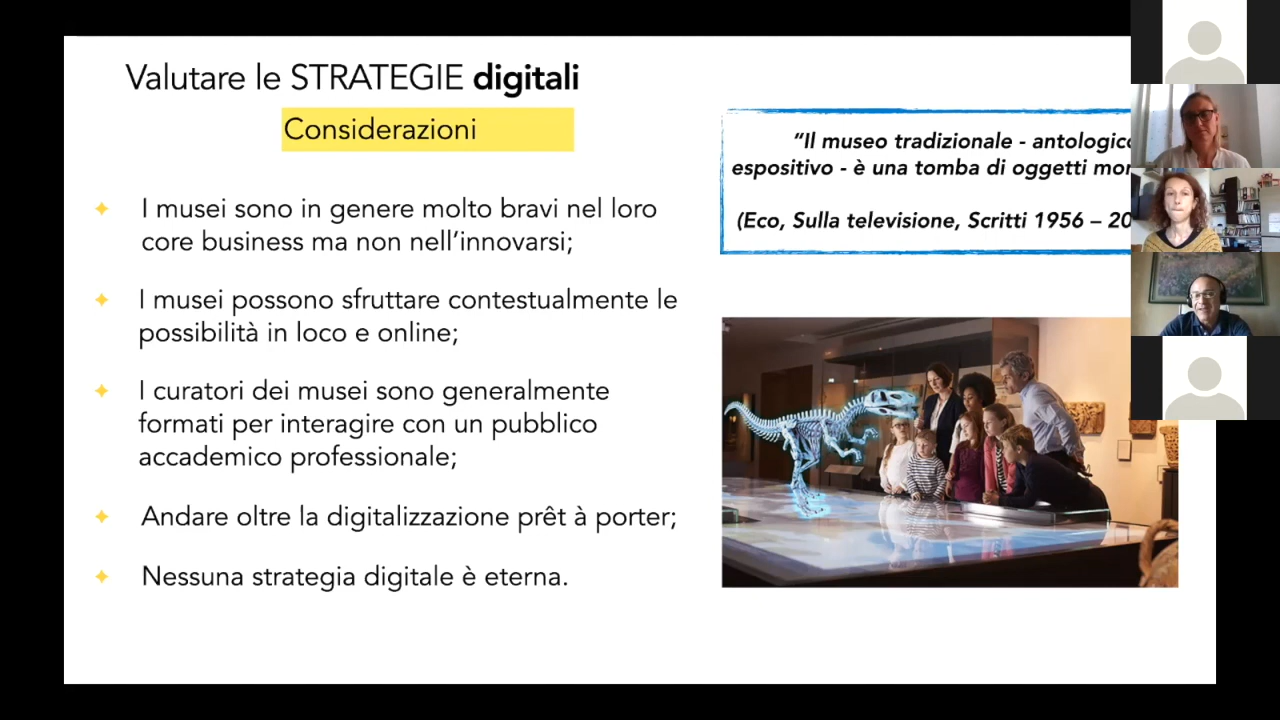 Valutare le STRATEGIE digitali
Considerazioni
I musei sono in genere molto bravi nel loro
core business ma non nell’innovarsi;
I musei possono sfruttare contestualmente le
possibilità in loco e online;
I curatori dei musei sono generalmente
formati per interagire con un pubblico
accademico professionale;
Andare oltre la digitalizzazione prêt à porter;
Nessuna strategia digitale è eterna.
“Il museo tradizionale - antologico
espositivo - è una tomba di oggetti
(Eco, Sulla televisione, Scritti 1956 –